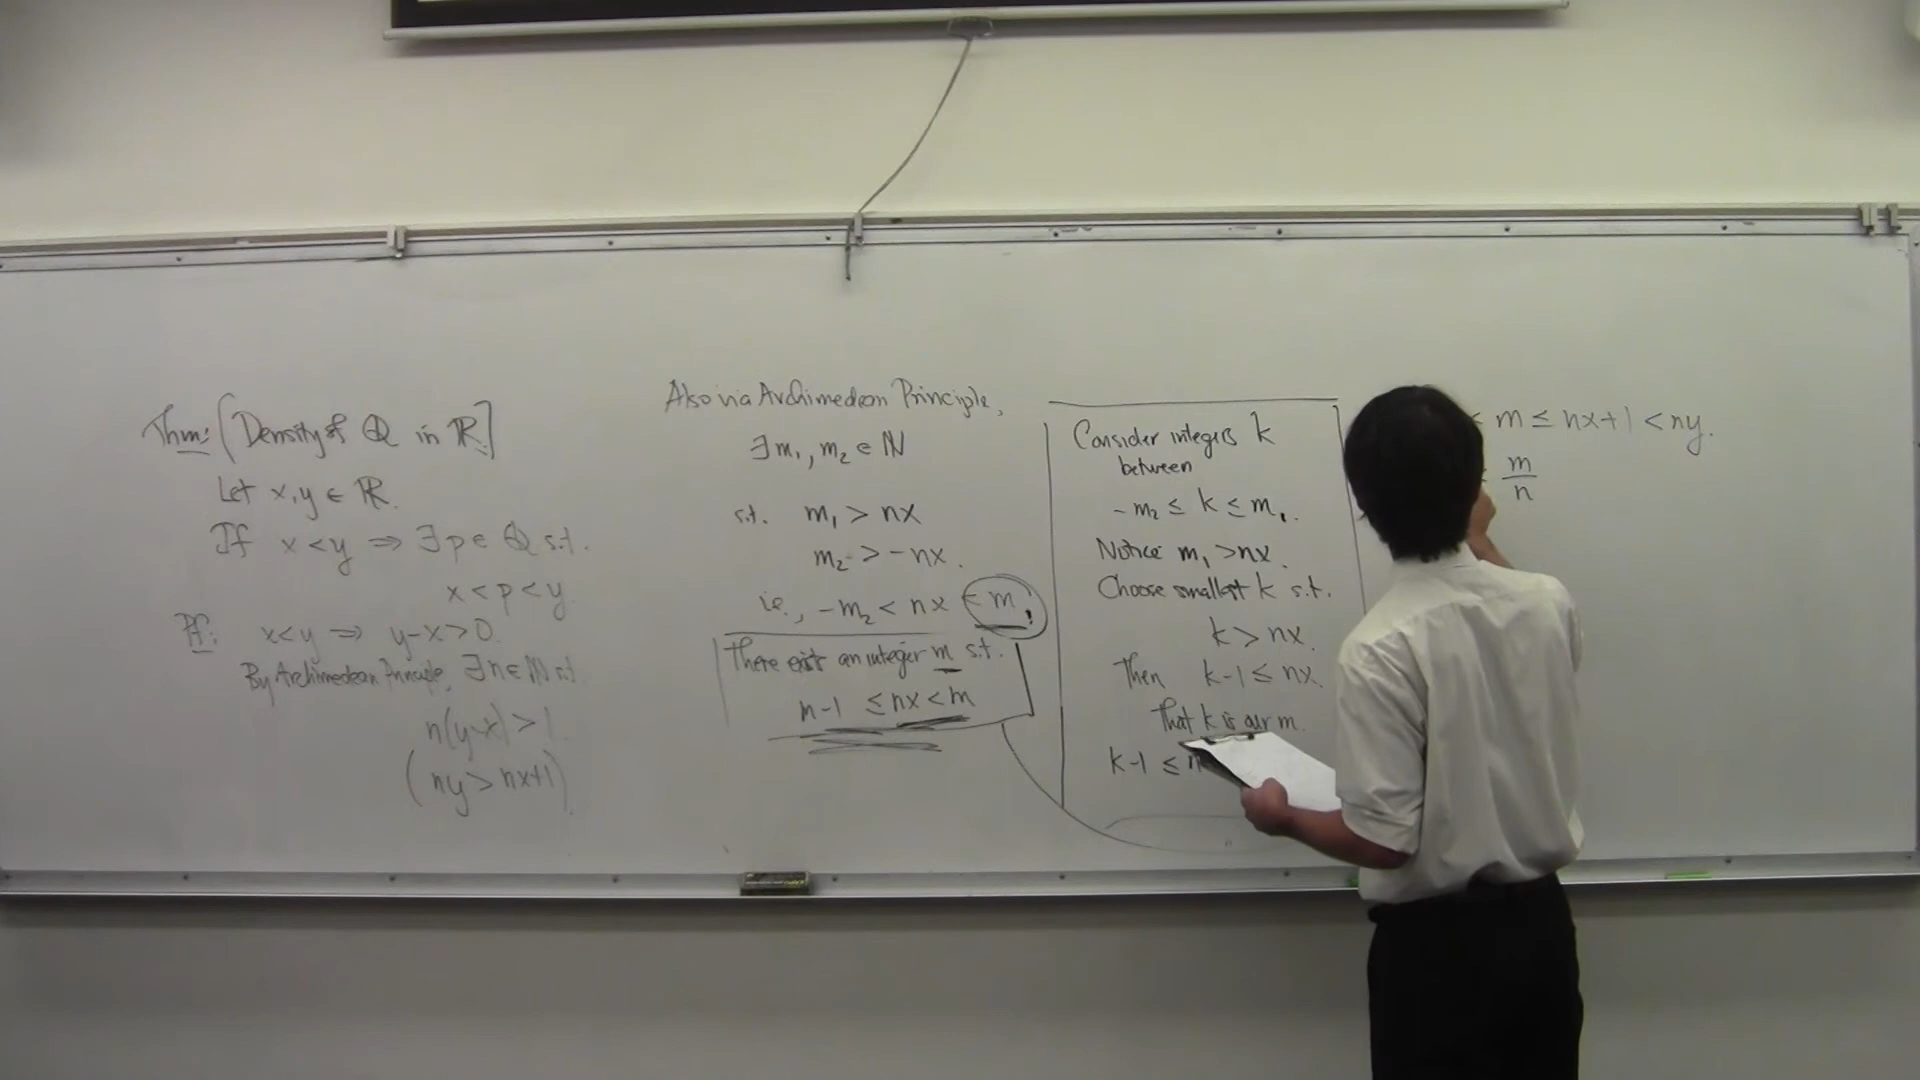 Thm: (Density of ℚ in ℝ]
Let x, y ∈ ℝ.
If x < y ⇒ ∃ p ∈ ℚ s.t.
x < p < y
Pf: x < y ⇒ y-x > 0.
By Archimedean Principle, ∃ n ∈ ℕ s.t.
n(y-x) > 1
(ny > nx+1)
Also via Archimedean Principle,
∃ m₁, m₂ ∈ ℕ
s.t. m₁ > nx
m₂ > -nx.
i.e., -m₂ < nx < m₁
There exist an integer m s.t.
m-1 ≤ nx < m
Consider integers k
between
-m₂ ≤ k ≤ m₁.
Notice m₁ > nx.
Choose smallest k s.t.
k > nx.
Then k-1 ≤ nx.
That k is our m.
k-1 ≤ n
< m ≤ nx+1 < ny.
m/n